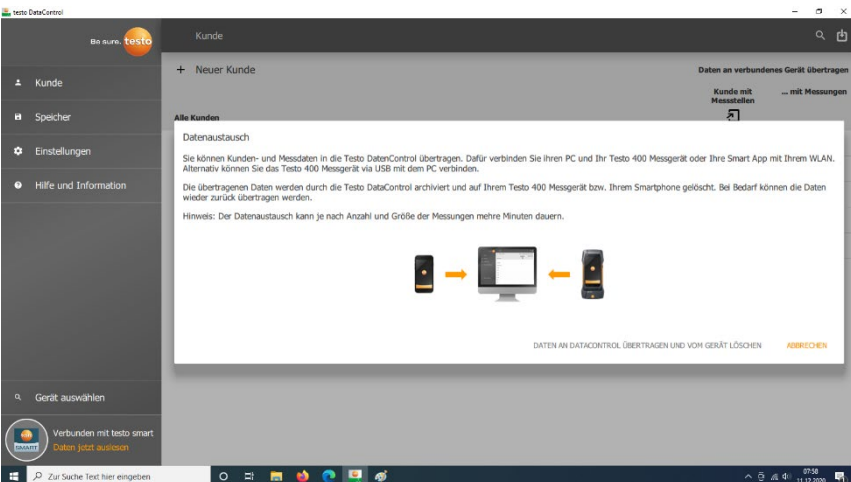 testo DataControl
Be sure. testo
Kunde
Kunde
Speicher
Einstellungen
Hilfe und Information
+ Neuer Kunde
Daten an verbundenes Gerät übertragen
Kunde mit
Messstellen
... mit Messungen
Alle Kunden
Datenaustausch
Sie können Kunden- und Messdaten in die Testo DatenControl übertragen. Dafür verbinden Sie ihren PC und Ihr Testo 400 Messgerät oder Ihre Smart App mit Ihrem WLAN.
Alternativ können Sie das Testo 400 Messgerät via USB mit dem PC verbinden.
Die übertragenen Daten werden durch die Testo DataControl archiviert und auf Ihrem Testo 400 Messgerät bzw. Ihrem Smartphone gelöscht. Bei Bedarf können die Daten
wieder zurück übertragen werden.
Hinweis: Der Datenaustausch kann je nach Anzahl und Größe der Messungen mehre Minuten dauern.
DATEN AN DATACONTROL ÜBERTRAGEN UND VOM GERÄT LÖSCHEN
ABBRECHEN
Gerät auswählen
SMART
Verbunden mit testo smart
Daten jetzt auslesen
Zur Suche Text hier eingeben
07:58
11.12.2020